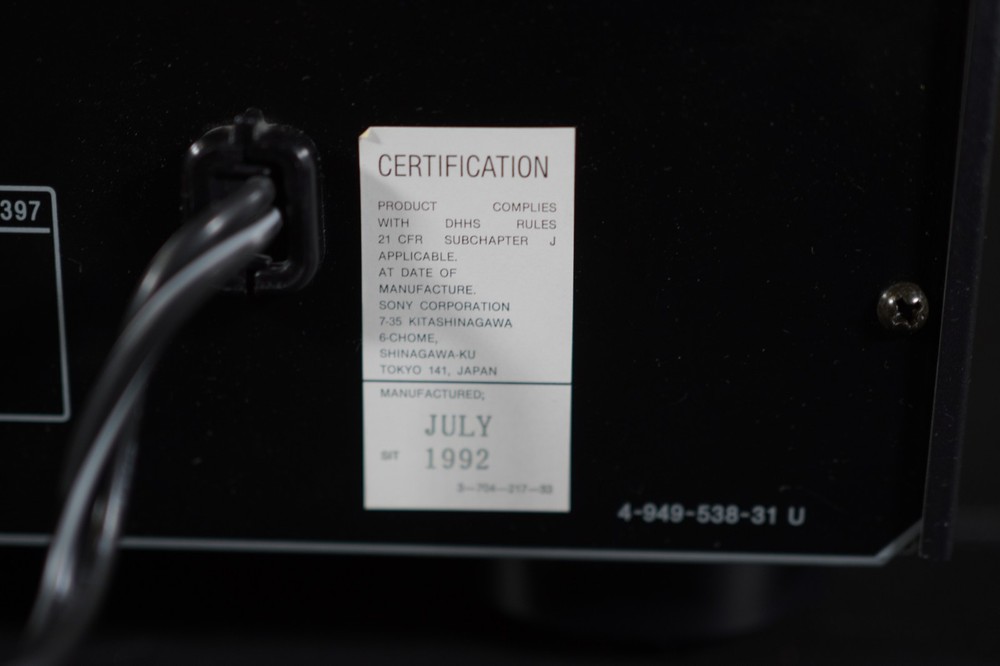 397
CERTIFICATION
PRODUCT COMPLIES
WITH DHHS RULES
21 CFR SUBCHAPTER J
APPLICABLE.
AT DATE OF
MANUFACTURE.
SONY CORPORATION
7-35 KITASHINAGAWA
6-CHOME,
SHINAGAWA-KU
TOKYO 141, JAPAN
MANUFACTURED;
JULY
SIT 1992
4-949-538-31 U